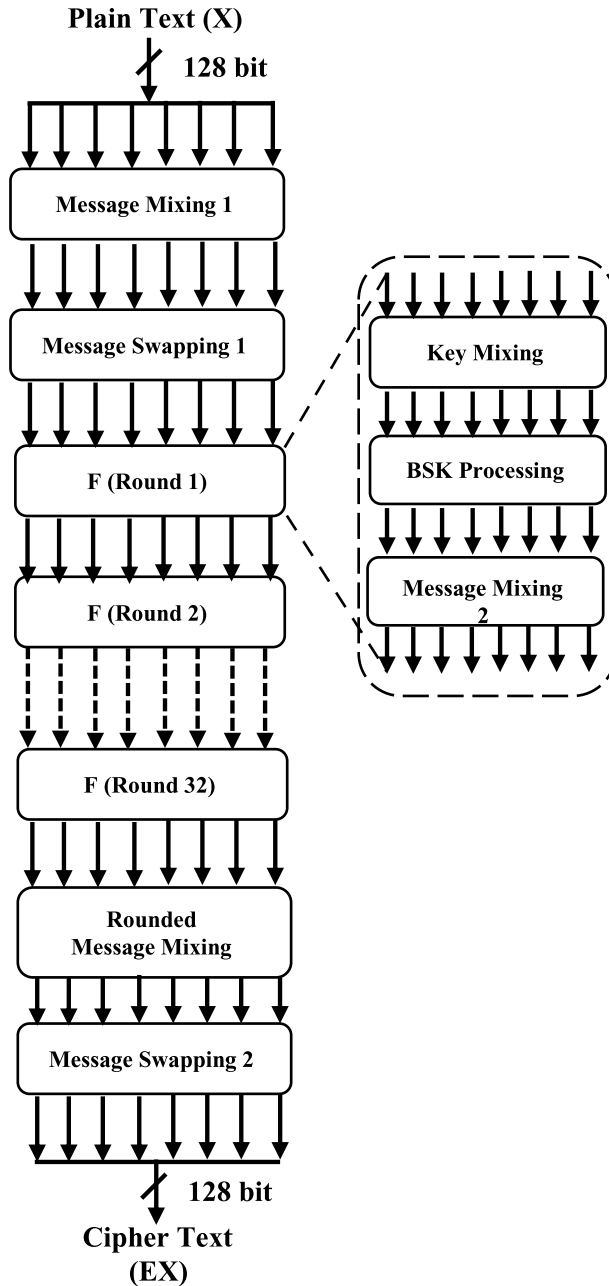 Plain Text (X)
128 bit
Message Mixing 1
Message Swapping 1
F (Round 1)
F (Round 2)
F (Round 32)
Rounded
Message Mixing
Message Swapping 2
128 bit
Cipher Text
(EX)
Key Mixing
BSK Processing
Message Mixing
2